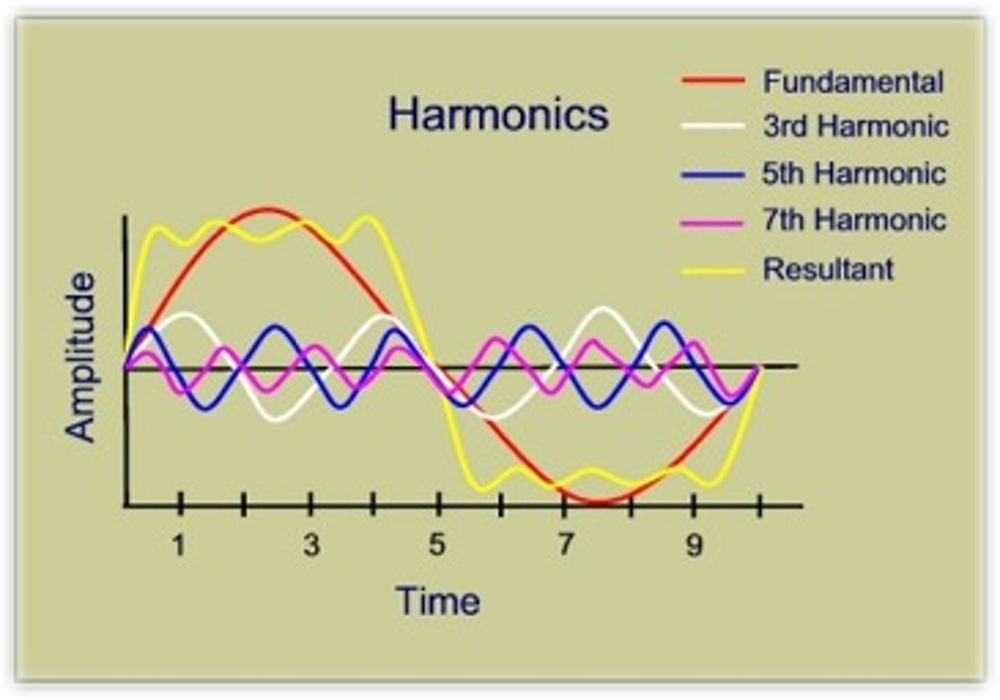 Harmonics
Fundamental
3rd Harmonic
5th Harmonic
7th Harmonic
Resultant
Amplitude
1 3 5 7 9
Time